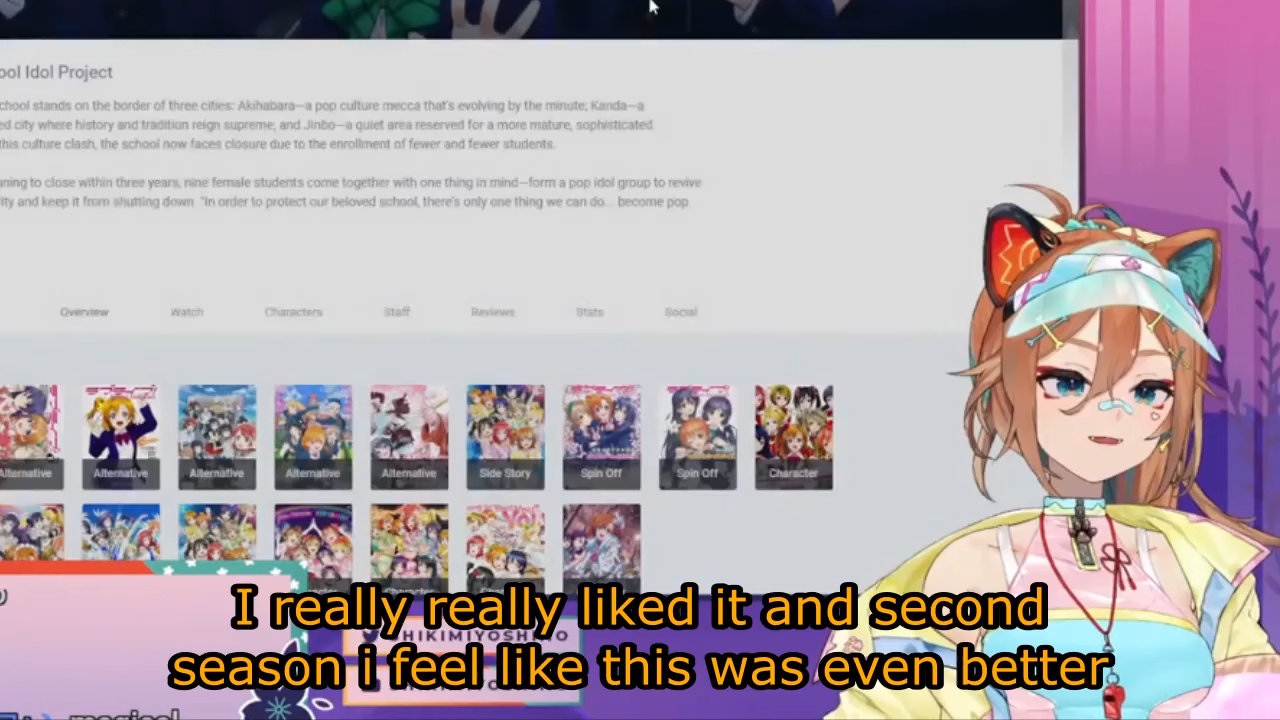 ool Idol Project
chool stands on the border of three cities: Akihabara—a pop culture mecca that's evolving by the minute; Kanda—a
ed city where history and tradition reign supreme; and Jinbo—a quiet area reserved for a more mature, sophisticated
this culture clash, the school now faces closure due to the enrollment of fewer and fewer students.
ning to close within three years, nine female students come together with one thing in mind—form a pop idol group to revive
ity and keep it from shutting down. "In order to protect our beloved school, there's only one thing we can do... become pop
Overview Watch Characters Staff Reviews Stats Social
Alternative Alternative Alternative Alternative Alternative Side Story Spin Off Spin Off Character
I really really liked it and second
season i feel like this was even better